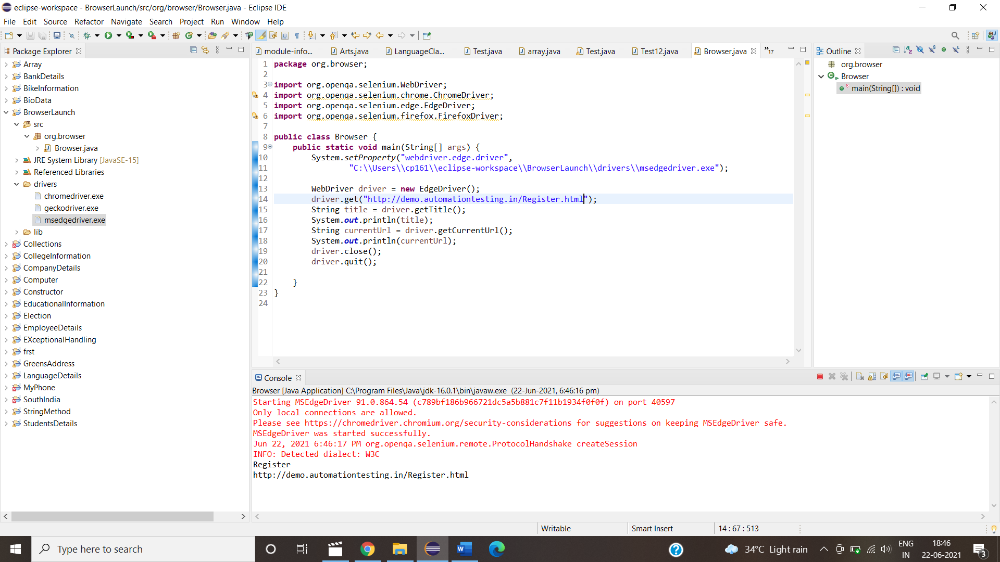 eclipse-workspace - BrowserLaunch/src/org/browser/Browser.java - Eclipse IDE
File Edit Source Refactor Navigate Search Project Run Window Help
Package Explorer
Array
BankDetails
BikeInformation
BioData
BrowserLaunch
src
org.browser
Browser.java
JRE System Library [JavaSE-15]
Referenced Libraries
drivers
chromedriver.exe
geckodriver.exe
msedgedriver.exe
lib
Collections
CollegeInformation
CompanyDetails
Computer
Constructor
EducationalInformation
Election
EmployeeDetails
EXceptionalHandling
frst
GreensAddress
LanguageDetails
MyPhone
SouthIndia
StringMethod
StudentsDetails
module-info... Arts.java LanguageCla... Test.java array.java Test.java Test12.java Browser.java »17
1 package org.browser;
2
3 import org.openqa.selenium.WebDriver;
4 import org.openqa.selenium.chrome.ChromeDriver;
5 import org.openqa.selenium.edge.EdgeDriver;
6 import org.openqa.selenium.firefox.FirefoxDriver;
7
8 public class Browser {
9 public static void main(String[] args) {
10 System.setProperty("webdriver.edge.driver",
11 "C:\\Users\\cp161\\eclipse-workspace\\BrowserLaunch\\drivers\\msedgedriver.exe");
12
13 WebDriver driver = new EdgeDriver();
14 driver.get("http://demo.automationtesting.in/Register.html");
15 String title = driver.getTitle();
16 System.out.println(title);
17 String currentUrl = driver.getCurrentUrl();
18 System.out.println(currentUrl);
19 driver.close();
20 driver.quit();
21
22 }
23 }
24
Outline
org.browser
Browser
main(String[]) : void
Console
Browser [Java Application] C:\Program Files\Java\jdk-16.0.1\bin\javaw.exe (22-Jun-2021, 6:46:16 pm)
Starting MSEdgeDriver 91.0.864.54 (c789bf186b966721dc5a5b881c7f11b1934f0f0f) on port 40597
Only local connections are allowed.
Please see https://chromedriver.chromium.org/security-considerations for suggestions on keeping MSEdgeDriver safe.
MSEdgeDriver was started successfully.
Jun 22, 2021 6:46:17 PM org.openqa.selenium.remote.ProtocolHandshake createSession
INFO: Detected dialect: W3C
Register
http://demo.automationtesting.in/Register.html
Writable Smart Insert 14 : 67 : 513
Type here to search
34°C Light rain
ENG
IN
18:46
22-06-2021
3